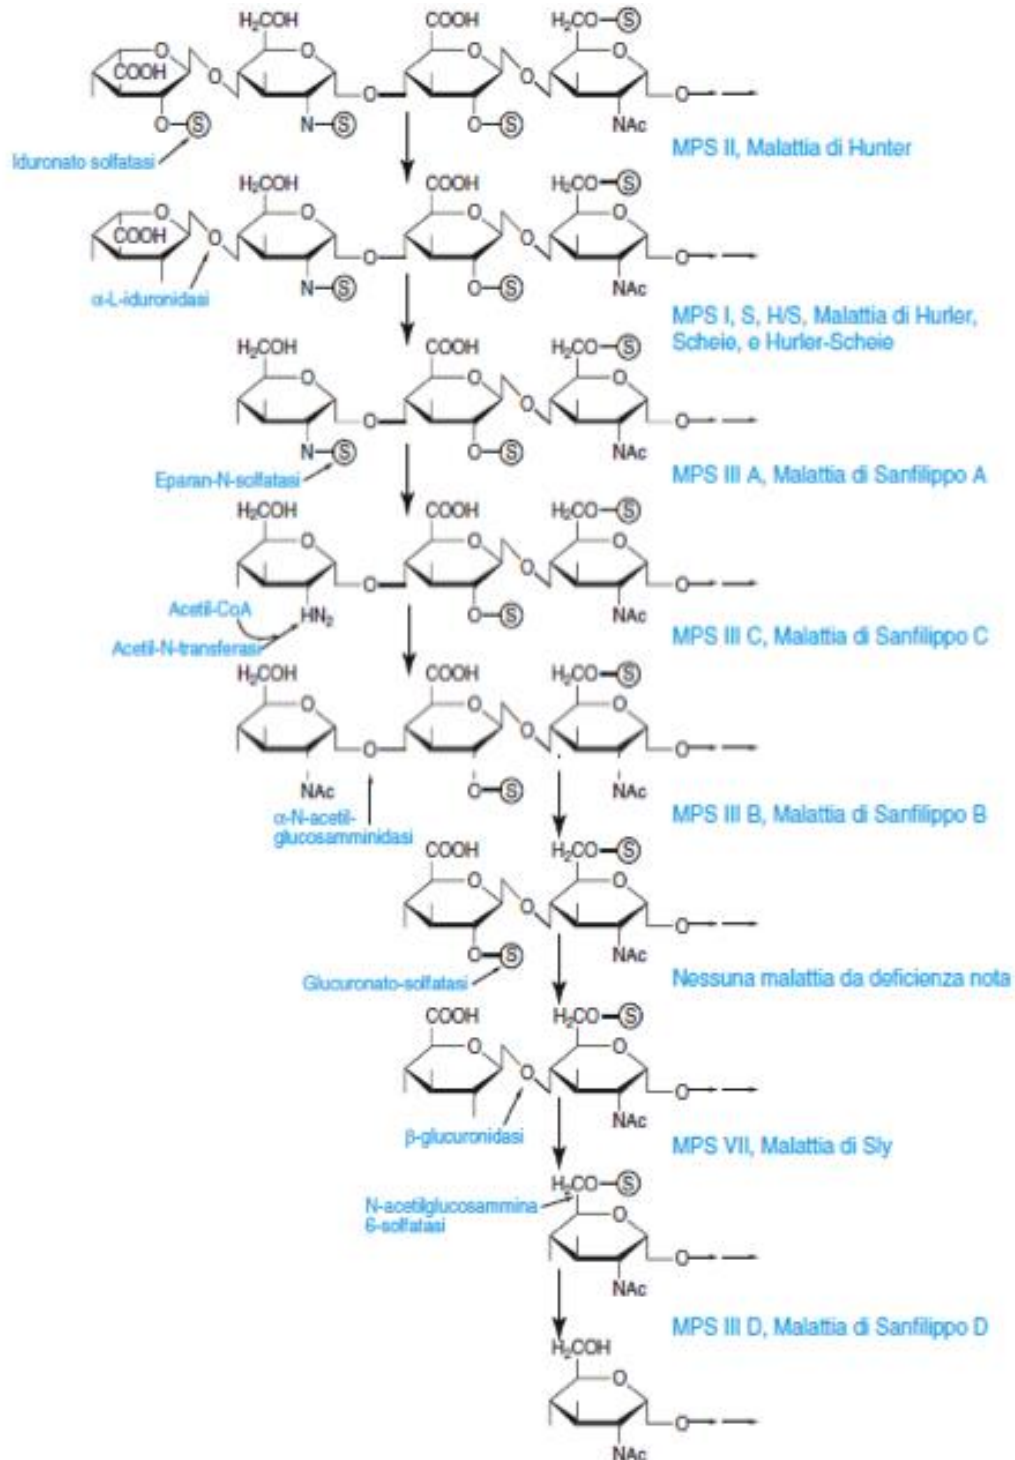 H₂COH COOH H₂CO-S
O O O O
COOH O O O O
O-S N-S O-S NAc
Iduronato solfatasi
MPS II, Malattia di Hunter
H₂COH COOH H₂CO-S
O O O O
COOH O O O O
N-S O-S NAc
α-L-iduronidasi
MPS I, S, H/S, Malattia di Hurler,
Scheie, e Hurler-Scheie
H₂COH COOH H₂CO-S
O O O
O O O
N-S O-S NAc
Eparan-N-solfatasi
MPS III A, Malattia di Sanfilippo A
H₂COH COOH H₂CO-S
O O O
O O O
Acetil-CoA
HN₂ O-S NAc
Acetil-N-transferasi
MPS III C, Malattia di Sanfilippo C
H₂COH COOH H₂CO-S
O O O
O O O
NAc O-S NAc
α-N-acetil-
glucosamminidasi
MPS III B, Malattia di Sanfilippo B
COOH H₂CO-S
O O
O O
O-S NAc
Glucuronato-solfatasi
Nessuna malattia da deficienza nota
COOH H₂CO-S
O O
O O
NAc
β-glucuronidasi
MPS VII, Malattia di Sly
H₂CO-S
N-acetilglucosammina
6-solfatasi
O
O
NAc
MPS III D, Malattia di Sanfilippo D
H₂COH
O
O
NAc